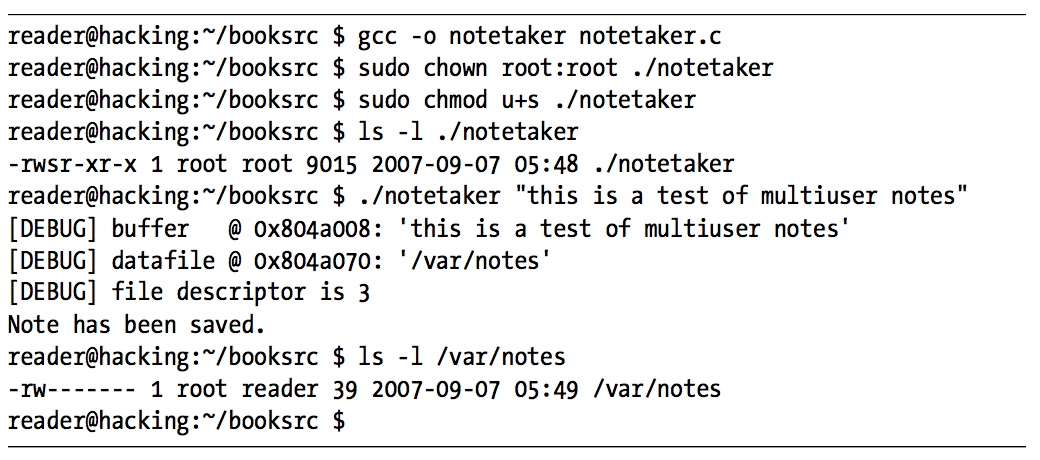 reader@hacking:~/booksrc $ gcc -o notetaker notetaker.c
reader@hacking:~/booksrc $ sudo chown root:root ./notetaker
reader@hacking:~/booksrc $ sudo chmod u+s ./notetaker
reader@hacking:~/booksrc $ ls -l ./notetaker
-rwsr-xr-x 1 root root 9015 2007-09-07 05:48 ./notetaker
reader@hacking:~/booksrc $ ./notetaker "this is a test of multiuser notes"
[DEBUG] buffer   @ 0x804a008: 'this is a test of multiuser notes'
[DEBUG] datafile @ 0x804a070: '/var/notes'
[DEBUG] file descriptor is 3
Note has been saved.
reader@hacking:~/booksrc $ ls -l /var/notes
-rw------- 1 root reader 39 2007-09-07 05:49 /var/notes
reader@hacking:~/booksrc $